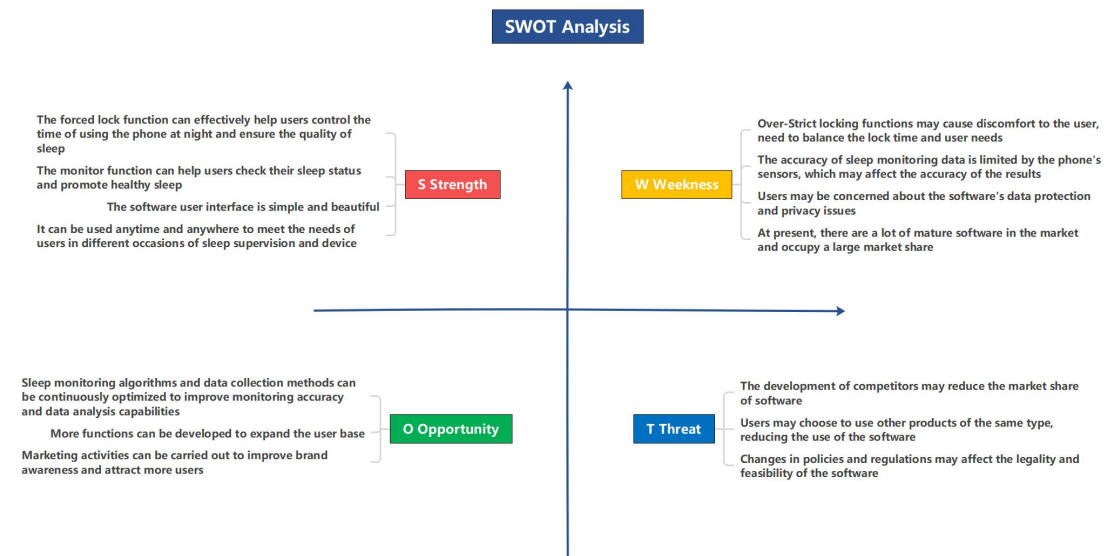 SWOT Analysis
The forced lock function can effectively help users control the
time of using the phone at night and ensure the quality of
sleep
The monitor function can help users check their sleep status
and promote healthy sleep
The software user interface is simple and beautiful
It can be used anytime and anywhere to meet the needs of
users in different occasions of sleep supervision and device
S Strength
W Weekness
Over-Strict locking functions may cause discomfort to the user,
need to balance the lock time and user needs
The accuracy of sleep monitoring data is limited by the phone's
sensors, which may affect the accuracy of the results
Users may be concerned about the software's data protection
and privacy issues
At present, there are a lot of mature software in the market
and occupy a large market share
Sleep monitoring algorithms and data collection methods can
be continuously optimized to improve monitoring accuracy
and data analysis capabilities
More functions can be developed to expand the user base
Marketing activities can be carried out to improve brand
awareness and attract more users
O Opportunity
T Threat
The development of competitors may reduce the market share
of software
Users may choose to use other products of the same type,
reducing the use of the software
Changes in policies and regulations may affect the legality and
feasibility of the software